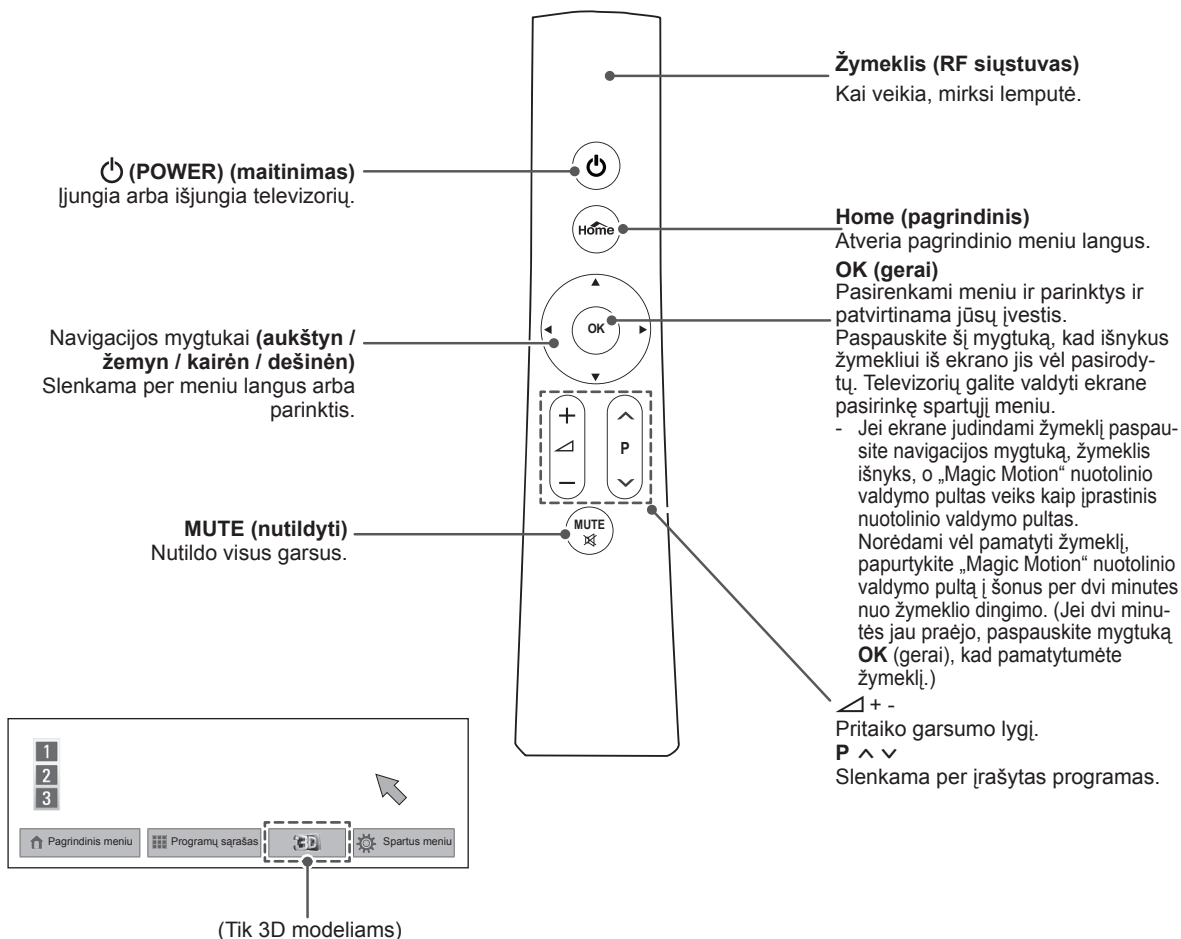 Žymeklis (RF siųstuvas)
Kai veikia, mirksi lemputė.
(POWER) (maitinimas)
Įjungia arba išjungia televizorių.
Home
Home (pagrindinis)
Atveria pagrindinio meniu langus.
OK (gerai)
Pasirenkami meniu ir parinktys ir
patvirtinama jūsų įvestis.
Paspauskite šį mygtuką, kad išnykus
žymekliui iš ekrano jis vėl pasirody-
tų. Televizorių galite valdyti ekrane
pasirinkę spartųjį meniu.
- Jei ekrane judindami žymeklį paspau-
site navigacijos mygtuką, žymeklis
išnyks, o „Magic Motion“ nuotolinio
valdymo pultas veiks kaip įprastinis
nuotolinio valdymo pultas.
Norėdami vėl pamatyti žymeklį,
papurtykite „Magic Motion“ nuotolinio
valdymo pultą į šonus per dvi minutes
nuo žymeklio dingimo. (Jei dvi minu-
tės jau praėjo, paspauskite mygtuką
OK (gerai), kad pamatytumėte
žymeklį.)
+ -
Pritaiko garsumo lygį.
P ^ v
Slenkama per įrašytas programas.
OK
Navigacijos mygtukai (aukštyn /
žemyn / kairėn / dešinėn)
Slenkama per meniu langus arba
parinktis.
+
P
−
MUTE
MUTE (nutildyti)
Nutildo visus garsus.
1
2
3
Pagrindinis meniu
Programų sąrašas
3D
Spartus meniu
(Tik 3D modeliams)